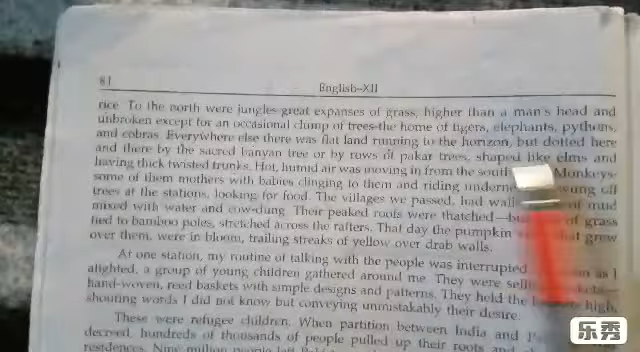 81
English-XII
rice. To the north were jungles-great expanses of grass, higher than a man's head and
unbroken except for an occasional clump of trees-the home of tigers, elephants, pythons,
and cobras. Everywhere else there was flat land running to the horizon, but dotted here
and there by the sacred banyan tree or by rows of pakar trees, shaped like elms and
having thick twisted trunks. Hot, humid air was moving in from the south Monkeys-
some of them mothers with babies clinging to them and riding swung off
trees at the stations, looking for food. The villages we passed, had of mud
mixed with water and cow-dung. Their peaked roofs were thatched— of grass
tied to bamboo poles, stretched across the rafters. That day the pumpkin grew
over them, were in bloom, trailing streaks of yellow over drab walls.
At one station, my routine of talking with the people was interrupted as I
alighted, a group of young children gathered around me. They were
hand-woven, reed baskets with simple designs and patterns. They held the high,
shouting words I did not know but conveying unmistakably their desire.
These were refugee children. When partition between India and
decreed, hundreds of thousands of people pulled up their roots and
residences. Nine million people left
乐秀